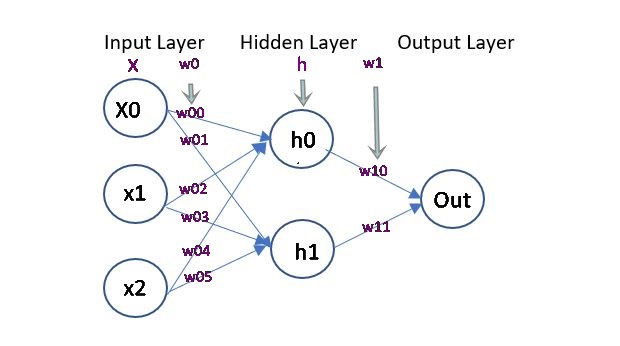 Input Layer Hidden Layer Output Layer
X w0 h w1
X0
w00
w01
h0
w10
x1
w02
w03
Out
w11
w04
h1
w05
x2